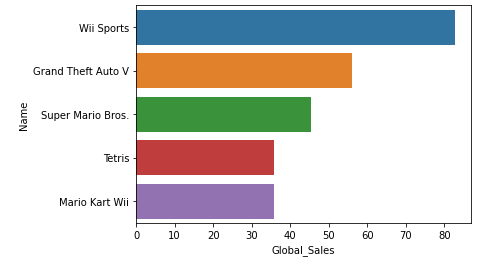 Wii Sports
Grand Theft Auto V
Super Mario Bros.
Tetris
Mario Kart Wii
Name
0 10 20 30 40 50 60 70 80
Global_Sales